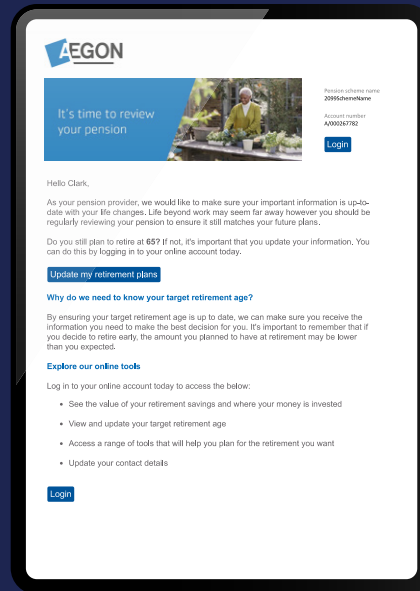 AEGON
It's time to review
your pension
Pension scheme name
2099SchemeName
Account number
A/000267782
Login
Hello Clark,
As your pension provider, we would like to make sure your important information is up-to-
date with your life changes. Life beyond work may seem far away however you should be
regularly reviewing your pension to ensure it still matches your future plans.
Do you still plan to retire at 65? If not, it's important that you update your information. You
can do this by logging in to your online account today.
Update my retirement plans
Why do we need to know your target retirement age?
By ensuring your target retirement age is up to date, we can make sure you receive the
information you need to make the best decision for you. It's important to remember that if
you decide to retire early, the amount you planned to have at retirement may be lower
than you expected.
Explore our online tools
Log in to your online account today to access the below:
• See the value of your retirement savings and where your money is invested
• View and update your target retirement age
• Access a range of tools that will help you plan for the retirement you want
• Update your contact details
Login